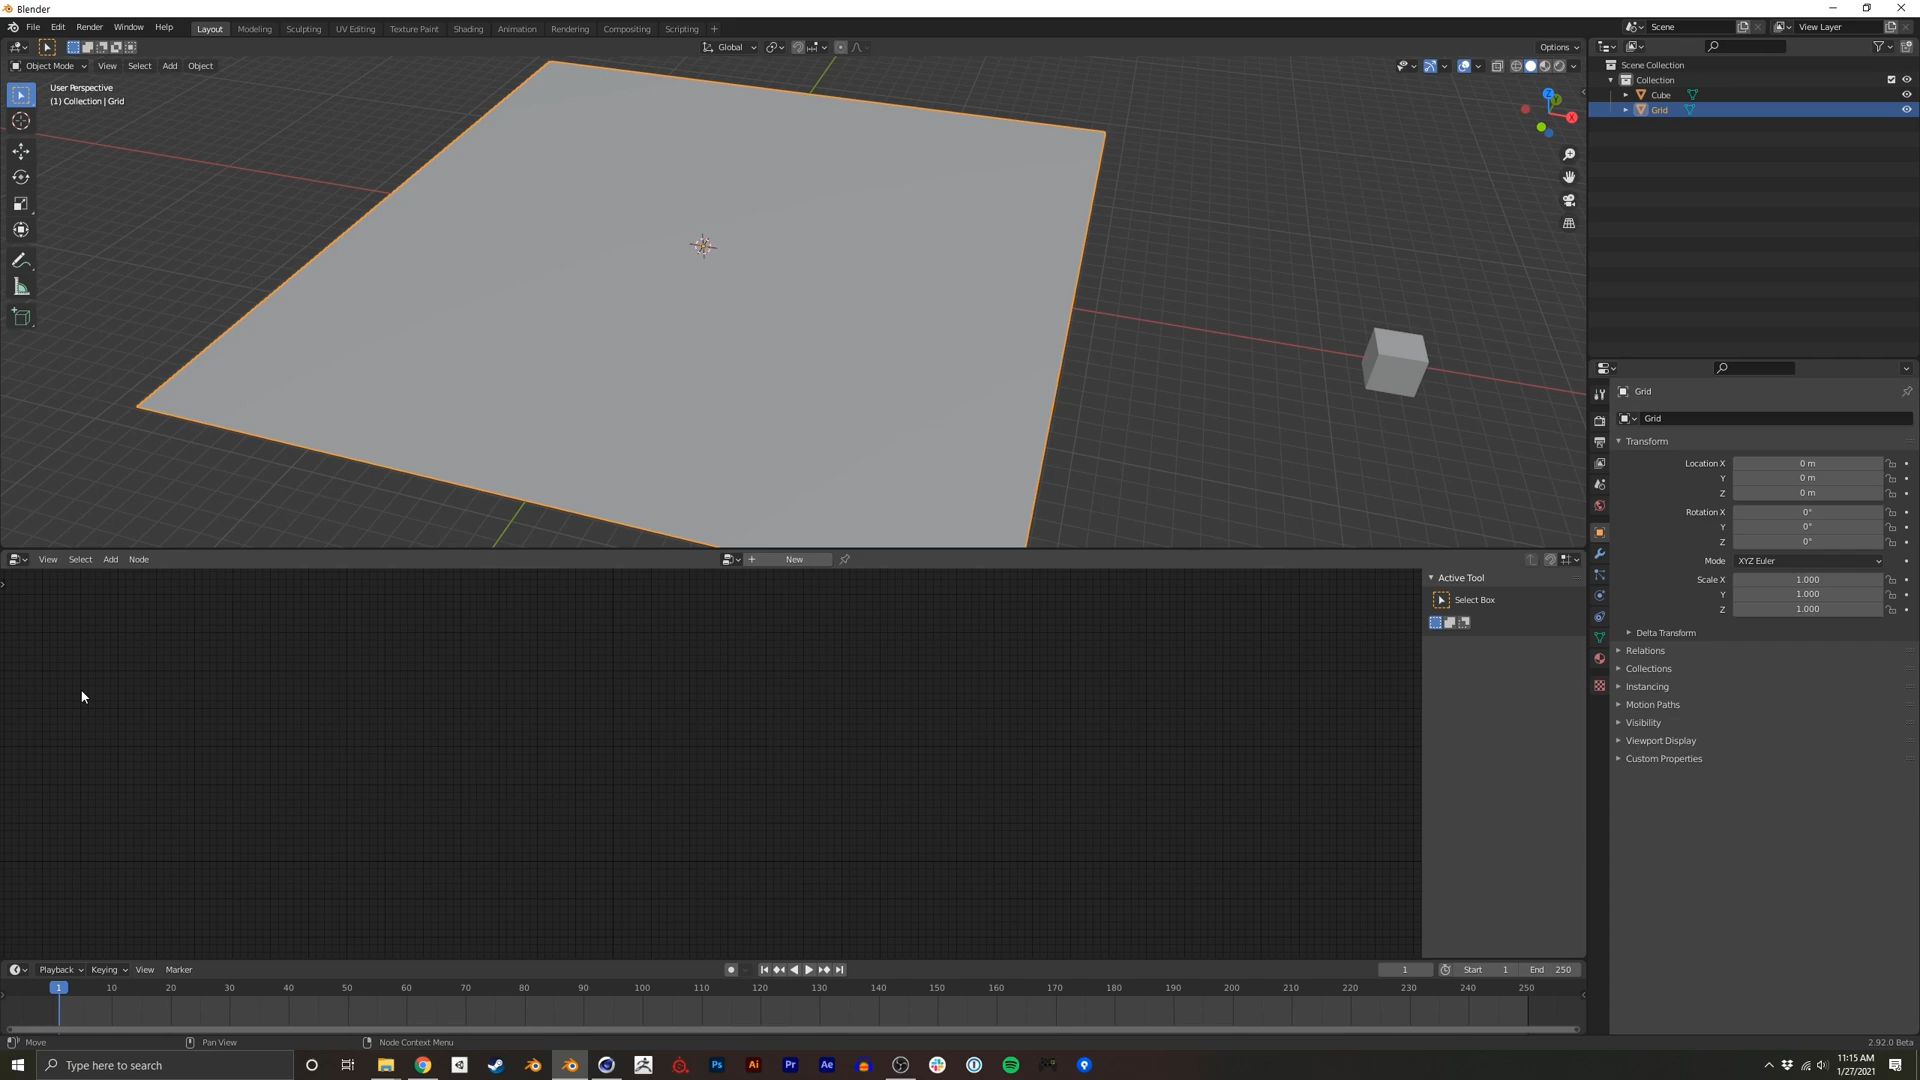 Blender
File Edit Render Window Help
Layout Modeling Sculpting UV Editing Texture Paint Shading Animation Rendering Compositing Scripting +
Scene View Layer
Global Options
Object Mode View Select Add Object
User Perspective
(1) Collection | Grid
Z Y X
Scene Collection
Collection
Cube
Grid
Grid
Grid
Transform
Location X 0 m
Y 0 m
Z 0 m
Rotation X 0°
Y 0°
Z 0°
Mode XYZ Euler
Scale X 1.000
Y 1.000
Z 1.000
Delta Transform
Relations
Collections
Instancing
Motion Paths
Visibility
Viewport Display
Custom Properties
View Select Add Node + New
Active Tool
Select Box
Playback Keying View Marker 1 Start 1 End 250
1 10 20 30 40 50 60 70 80 90 100 110 120 130 140 150 160 170 180 190 200 210 220 230 240 250
Move Pan View Node Context Menu 2.92.0 Beta
Type here to search Ps Ai Pr Ae 11:15 AM
1/27/2021